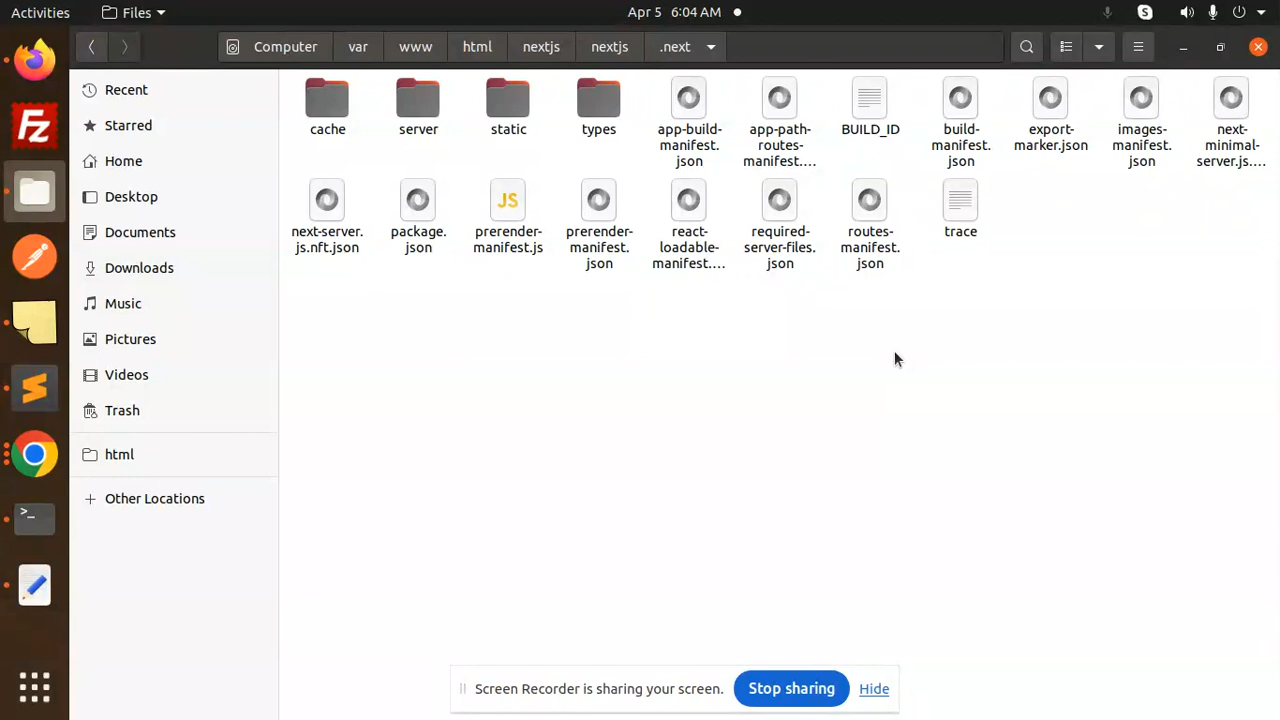 Activities
Files
Apr 5 6:04 AM
S
Computer
var
www
html
nextjs
nextjs
.next
Recent
Starred
Home
Desktop
Documents
Downloads
Music
Pictures
Videos
Trash
html
+ Other Locations
Fz
>_
cache
server
static
types
app-build-
manifest.
json
app-path-
routes-
manifest....
BUILD_ID
build-
manifest.
json
export-
marker.json
images-
manifest.
json
next-
minimal-
server.js....
next-server.
js.nft.json
package.
json
JS
prerender-
manifest.js
prerender-
manifest.
json
react-
loadable-
manifest....
required-
server-files.
json
routes-
manifest.
json
trace
Screen Recorder is sharing your screen.
Stop sharing
Hide